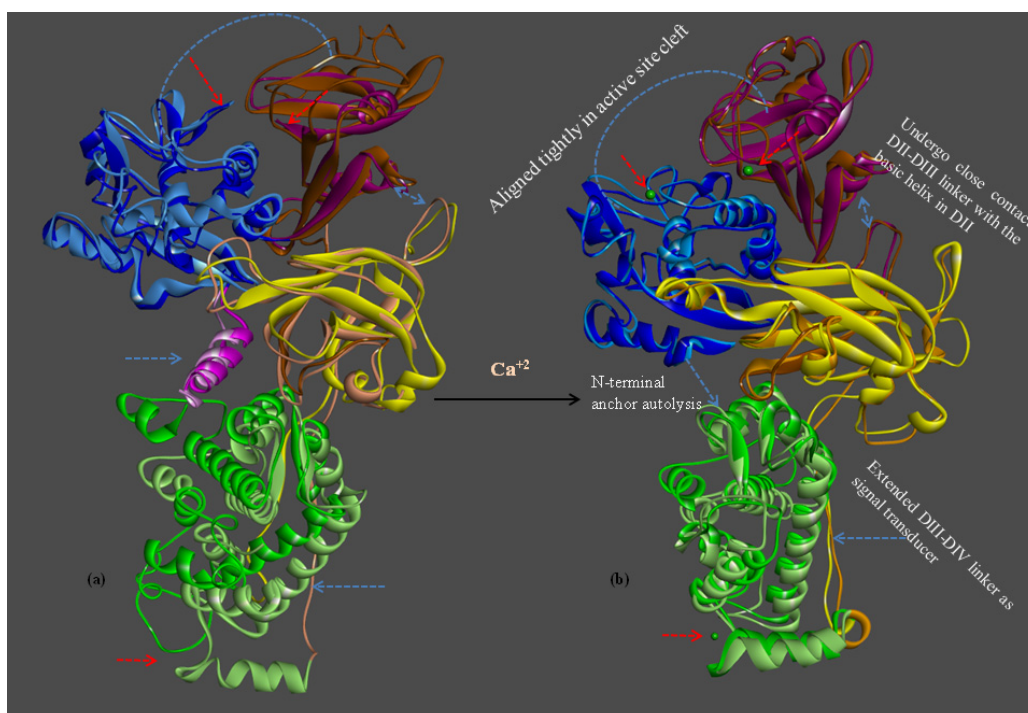 Aligned tightly in active site cleft
Undergo close contact
DII-DIII linker with the
basic helix in DII
Ca+2
N-terminal
anchor autolysis
Extended DIII-DIV linker as
signal transducer
(a)
(b)